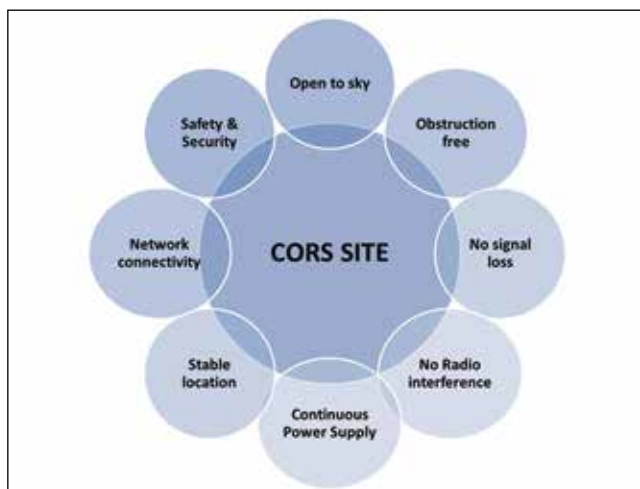 Open to sky
Obstruction
free
No signal
loss
No Radio
interference
Continuous
Power Supply
Stable
location
Network
connectivity
Safety &
Security
CORS SITE